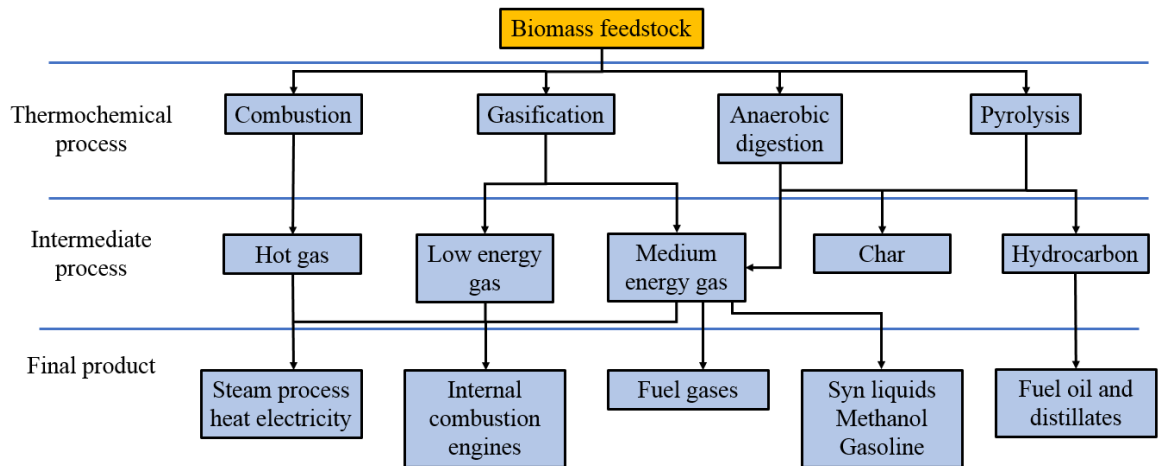 Biomass feedstock
Thermochemical
process
Combustion
Gasification
Anaerobic
digestion
Pyrolysis
Intermediate
process
Hot gas
Low energy
gas
Medium
energy gas
Char
Hydrocarbon
Final product
Steam process
heat electricity
Internal
combustion
engines
Fuel gases
Syn liquids
Methanol
Gasoline
Fuel oil and
distillates